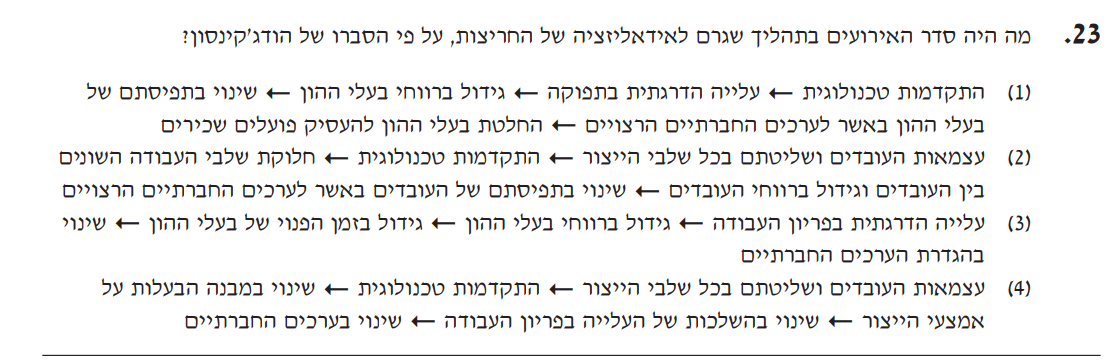 23. מה היה סדר האירועים בתהליך שגרם לאידאליזציה של החריצות, על פי הסברו של הודג'קינסון?
(1) התקדמות טכנולוגית ← עלייה הדרגתית בתפוקה ← גידול ברווחי בעלי ההון ← שינוי בתפיסתם של
בעלי ההון באשר לערכים החברתיים הרצויים ← החלטת בעלי ההון להעסיק פועלים שכירים
(2) עצמאות העובדים ושליטתם בכל שלבי הייצור ← התקדמות טכנולוגית ← חלוקת שלבי העבודה השונים
בין העובדים וגידול ברווחי העובדים ← שינוי בתפיסתם של העובדים באשר לערכים החברתיים הרצויים
(3) עלייה הדרגתית בפריון העבודה ← גידול ברווחי בעלי ההון ← גידול בזמן הפנוי של בעלי ההון ← שינוי
בהגדרת הערכים החברתיים
(4) עצמאות העובדים ושליטתם בכל שלבי הייצור ← התקדמות טכנולוגית ← שינוי במבנה הבעלות על
אמצעי הייצור ← שינוי בהשלכות של העלייה בפריון העבודה ← שינוי בערכים החברתיים